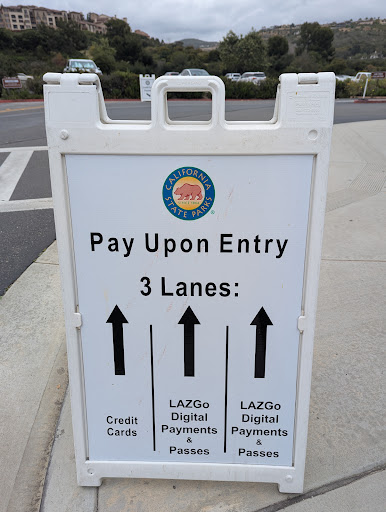 CALIFORNIA
STATE PARKS
Pay Upon Entry
3 Lanes:
Credit
Cards
LAZGo
Digital
Payments
&
Passes
LAZGo
Digital
Payments
&
Passes